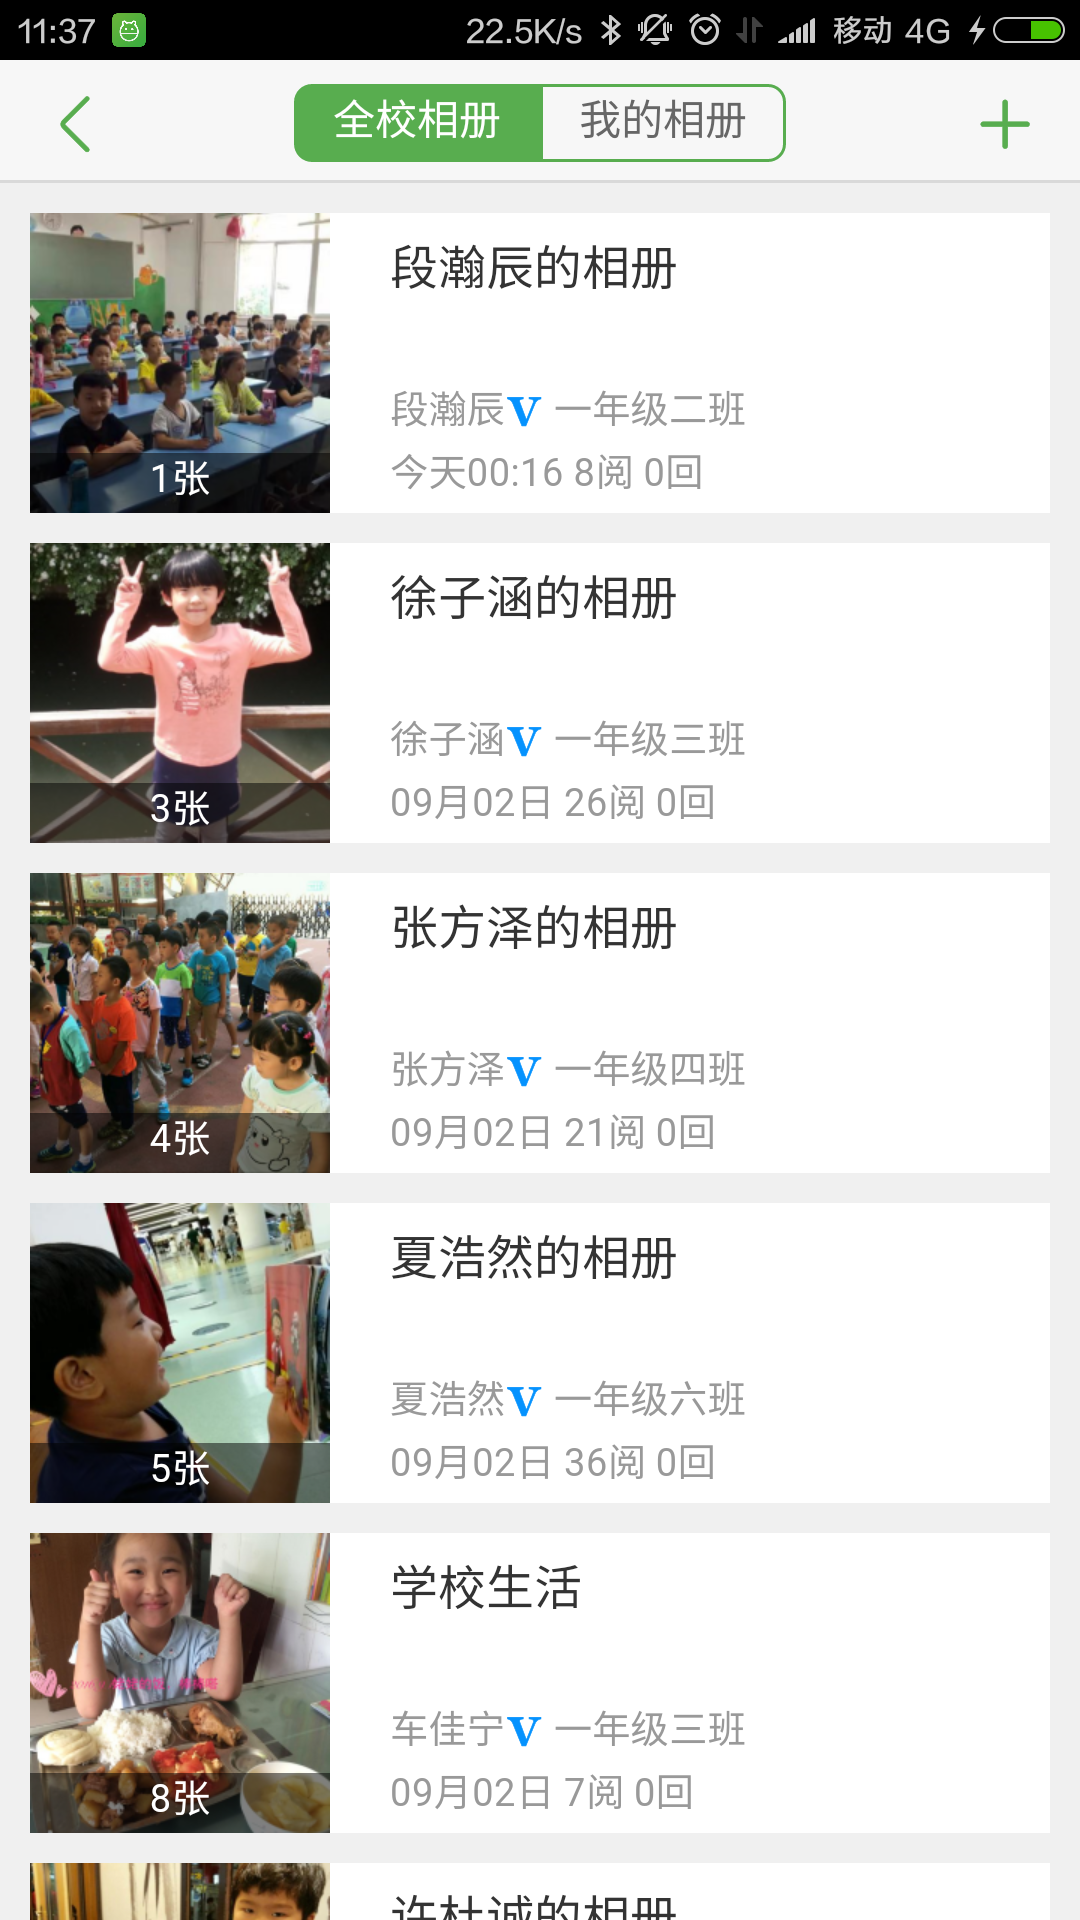 11:37 22.5K/s 移动 4G
全校相册 我的相册
段瀚辰的相册
段瀚辰V 一年级二班
今天00:16 8阅 0回
1张
徐子涵的相册
徐子涵V 一年级三班
09月02日 26阅 0回
3张
张方泽的相册
张方泽V 一年级四班
09月02日 21阅 0回
4张
夏浩然的相册
夏浩然V 一年级六班
09月02日 36阅 0回
5张
学校生活
车佳宁V 一年级三班
09月02日 7阅 0回
8张
许杜诚的相册